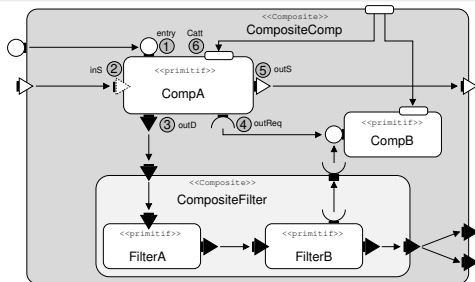 <<Composite>>
CompositeComp
entry
Catt
1
6
inS
2
<<primitif>>
CompA
5
outS
3
outD
4
outReq
<<primitif>>
CompB
<<Composite>>
CompositeFilter
<<primitif>>
FilterA
<<primitif>>
FilterB